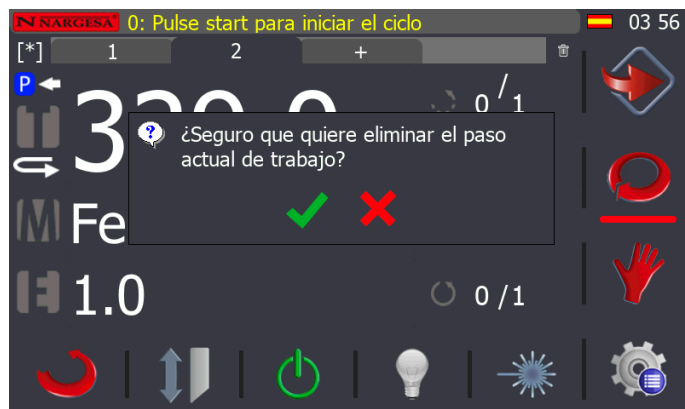 NARGESA 0: Pulse start para iniciar el ciclo 03 56
[*] 1 2 +
P
0/1
¿Seguro que quiere eliminar el paso
actual de trabajo?
M Fe
1.0 0 /1